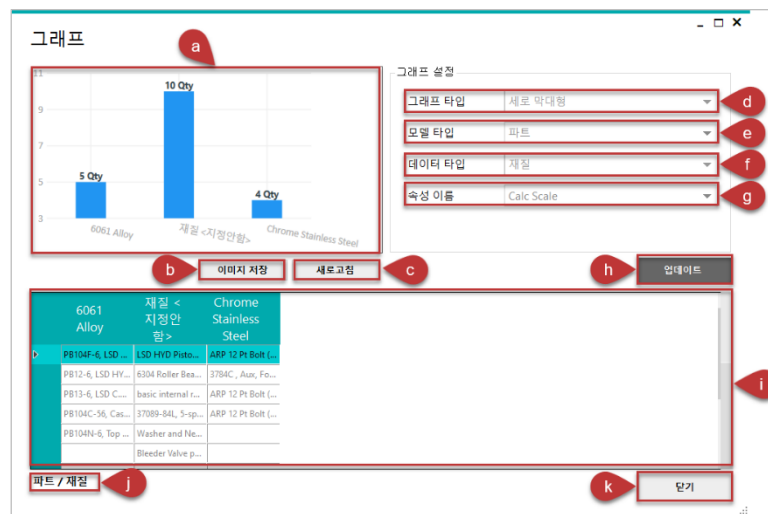 그래프
a
11
9
7
5
3
5 Qty
10 Qty
4 Qty
6061 Alloy
재질 <지정안함>
Chrome Stainless Steel
그래프 설정
그래프 타입 세로 막대형 d
모델 타입 파트 e
데이터 타입 재질 f
속성 이름 Calc Scale g
b 이미지 저장 새로고침 c
h 업데이트
6061 Alloy
재질 <지정안함>
Chrome Stainless Steel
PB104F-6, LSD ... LSD HYD Pisto... ARP 12 Pt Bolt (...
PB12-6, LSD HY... 6304 Roller Bea... 3784C , Aux, Fo...
PB13-6, LSD C.... basic internal r... ARP 12 Pt Bolt (...
PB104C-56, Cas... 37089-84L, 5-sp... ARP 12 Pt Bolt (...
PB104N-6, Top ... Washer and Ne...
Bleeder Valve p...
i
파트 / 재질 j
k 닫기